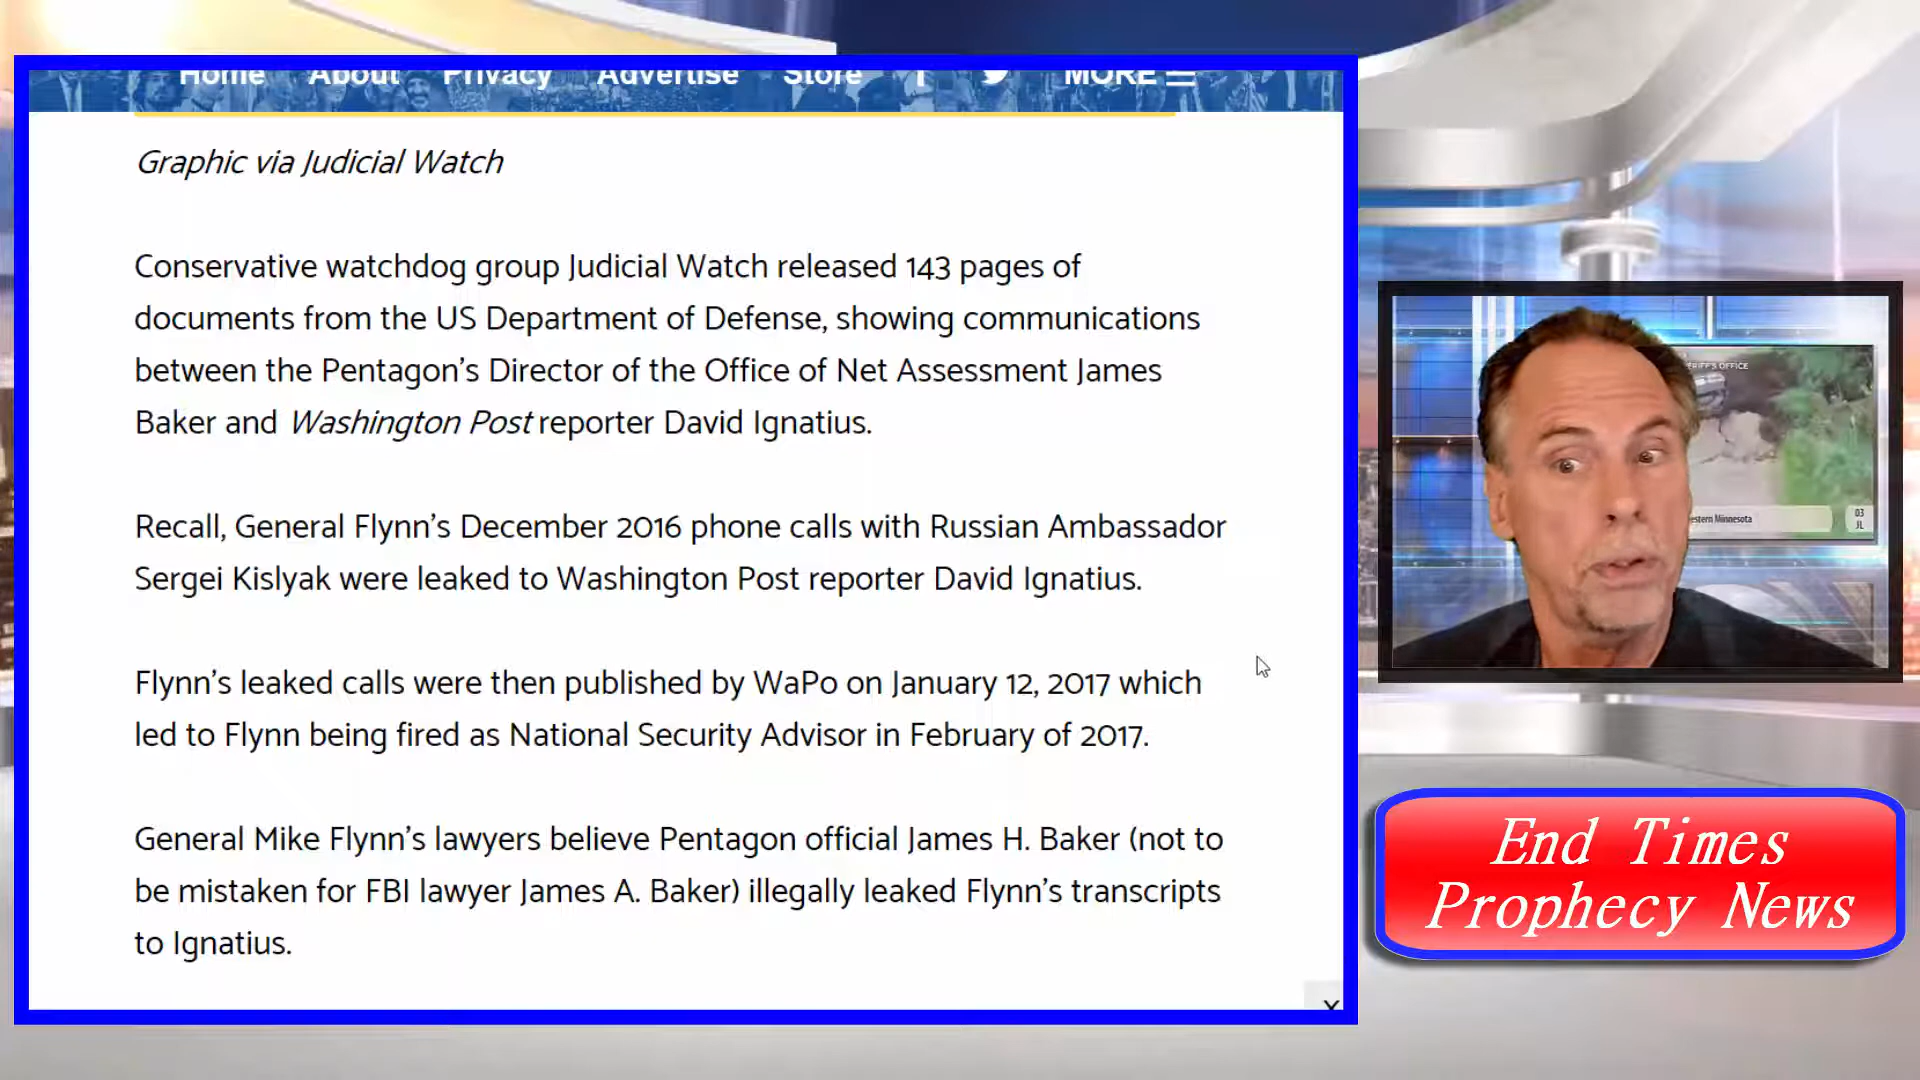 Home About Privacy Advertise Store MORE
Graphic via Judicial Watch
Conservative watchdog group Judicial Watch released 143 pages of
documents from the US Department of Defense, showing communications
between the Pentagon's Director of the Office of Net Assessment James
Baker and Washington Post reporter David Ignatius.
Recall, General Flynn's December 2016 phone calls with Russian Ambassador
Sergei Kislyak were leaked to Washington Post reporter David Ignatius.
Flynn's leaked calls were then published by WaPo on January 12, 2017 which
led to Flynn being fired as National Security Advisor in February of 2017.
General Mike Flynn's lawyers believe Pentagon official James H. Baker (not to
be mistaken for FBI lawyer James A. Baker) illegally leaked Flynn's transcripts
to Ignatius.
X
ERIFF'S OFFICE
estern Minnesota
03
JL
End Times
Prophecy News